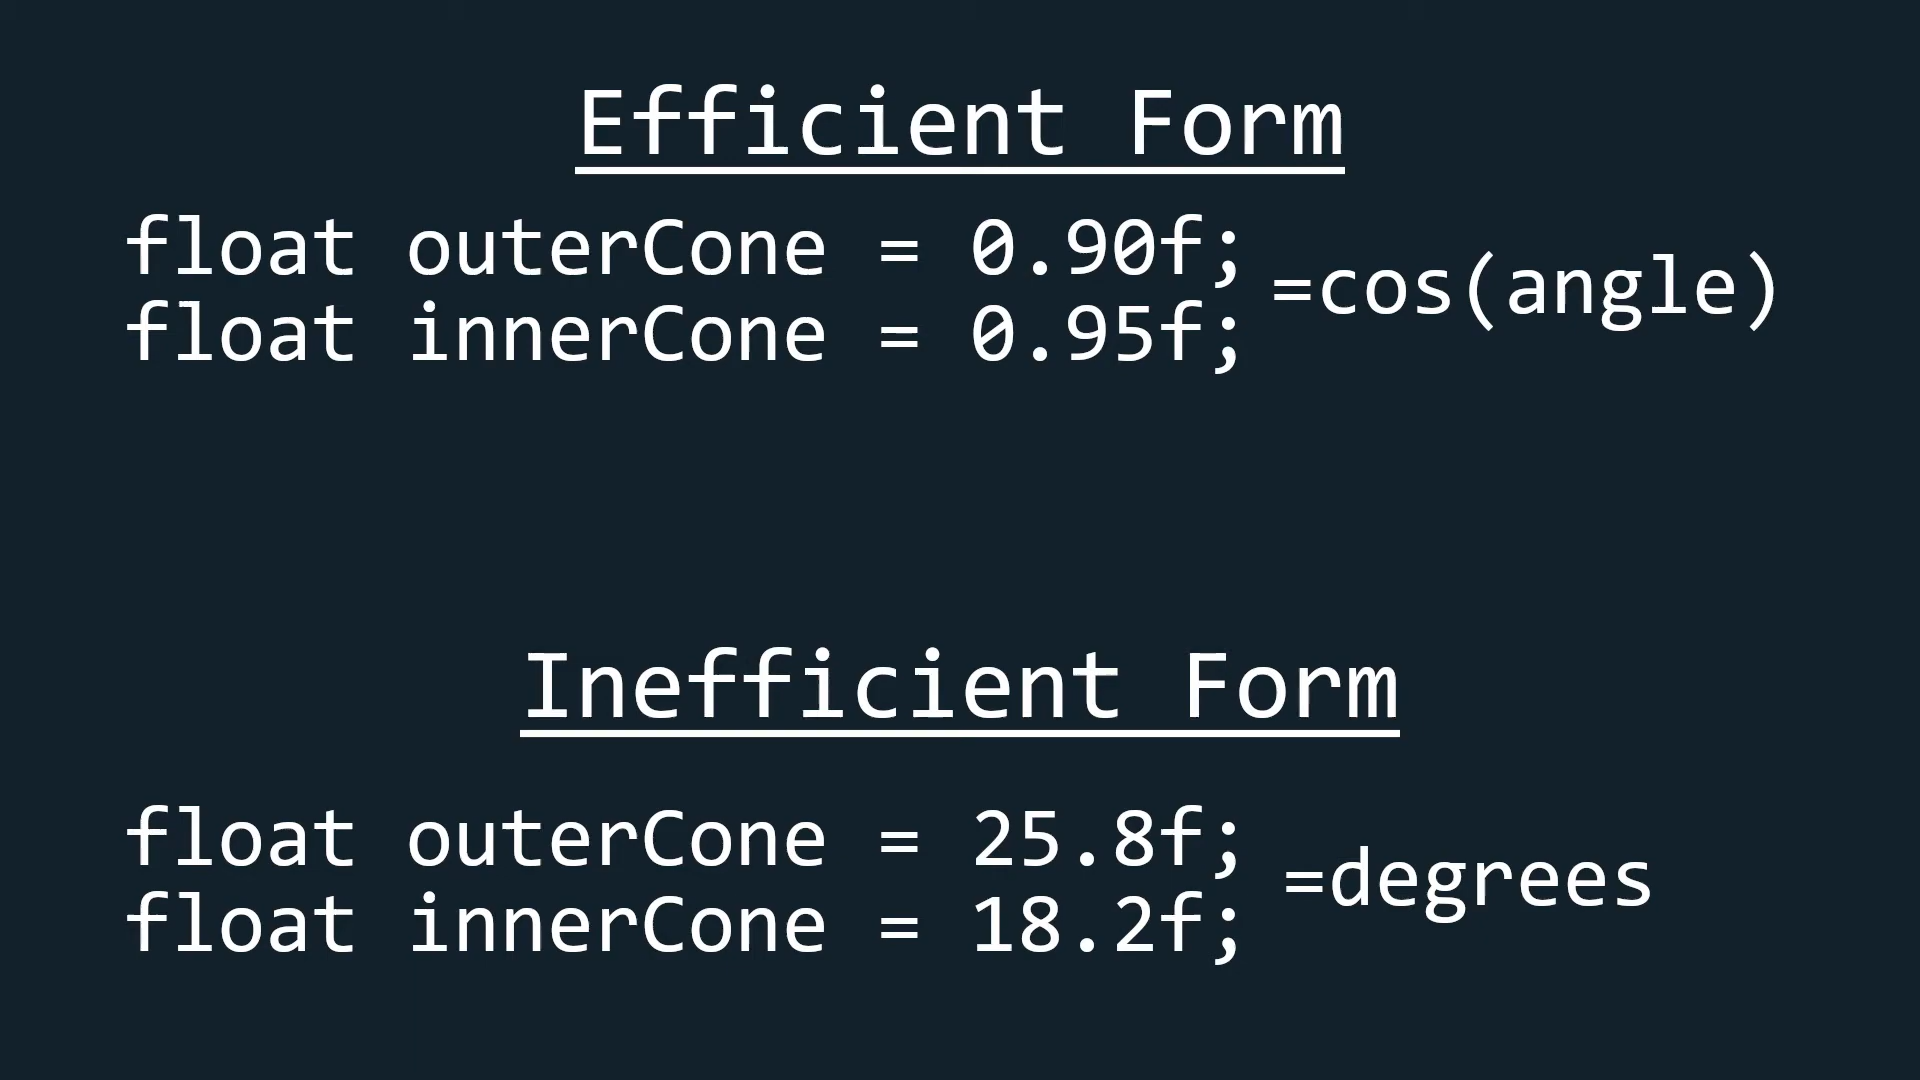 Efficient Form
float outerCone = 0.90f;
float innerCone = 0.95f;
=cos(angle)
Inefficient Form
float outerCone = 25.8f;
float innerCone = 18.2f;
=degrees